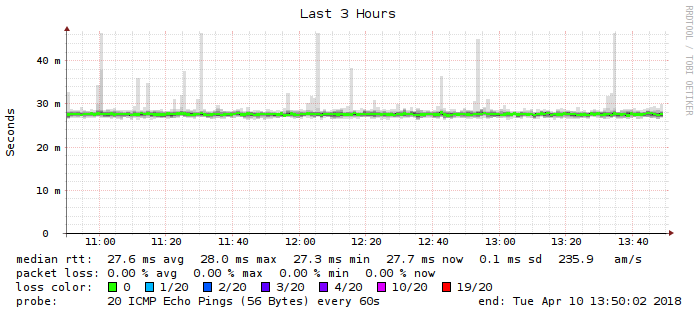 Last 3 Hours
RRDTOOL / TOBI OETIKER
Seconds
40 m
30 m
20 m
10 m
0
11:00 11:20 11:40 12:00 12:20 12:40 13:00 13:20 13:40
median rtt: 27.6 ms avg 28.0 ms max 27.3 ms min 27.7 ms now 0.1 ms sd 235.9 am/s
packet loss: 0.00 % avg 0.00 % max 0.00 % min 0.00 % now
loss color: 0 1/20 2/20 3/20 4/20 10/20 19/20
probe: 20 ICMP Echo Pings (56 Bytes) every 60s end: Tue Apr 10 13:50:02 2018